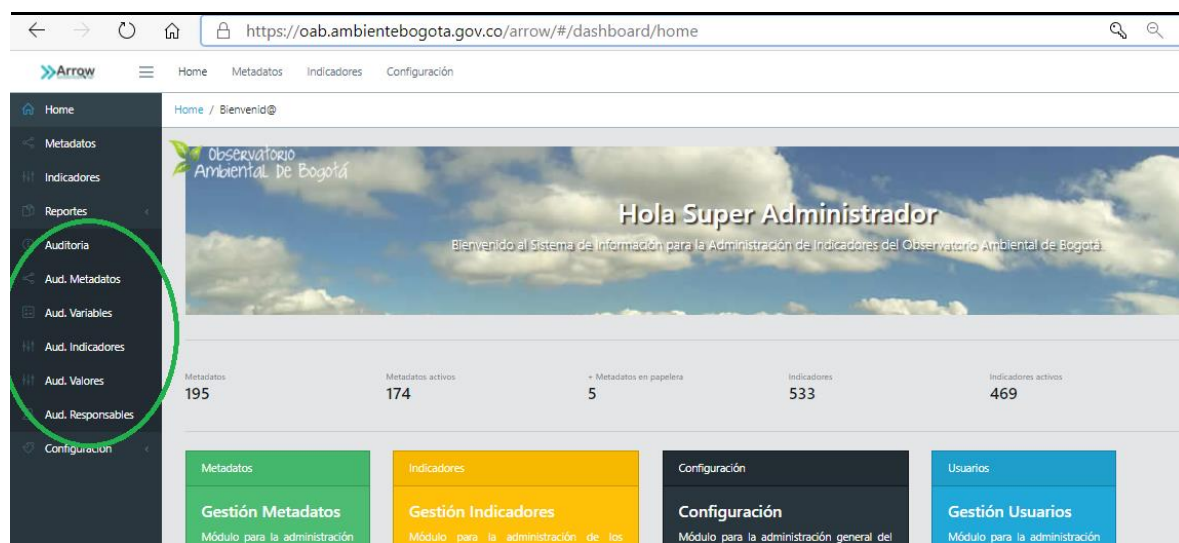 https://oab.ambientebogota.gov.co/arrow/#/dashboard/home
Arrow
Home Metadatos Indicadores Configuración
Home
Metadatos
Indicadores
Reportes
Auditoria
Aud. Metadatos
Aud. Variables
Aud. Indicadores
Aud. Valores
Aud. Responsables
Configuración
Home / Bienvenid@
Observatorio
Ambiental De Bogotá
Hola Super Administrador
Bienvenido al Sistema de Información para la Administración de Indicadores del Observatorio Ambiental de Bogotá.
Metadatos
195
Metadatos activos
174
+ Metadatos en papelera
5
Indicadores
533
Indicadores activos
469
Metadatos
Gestión Metadatos
Módulo para la administración
Indicadores
Gestión Indicadores
Módulo para la administración de los
Configuración
Configuración
Módulo para la administración general del
Usuarios
Gestión Usuarios
Módulo para la administración